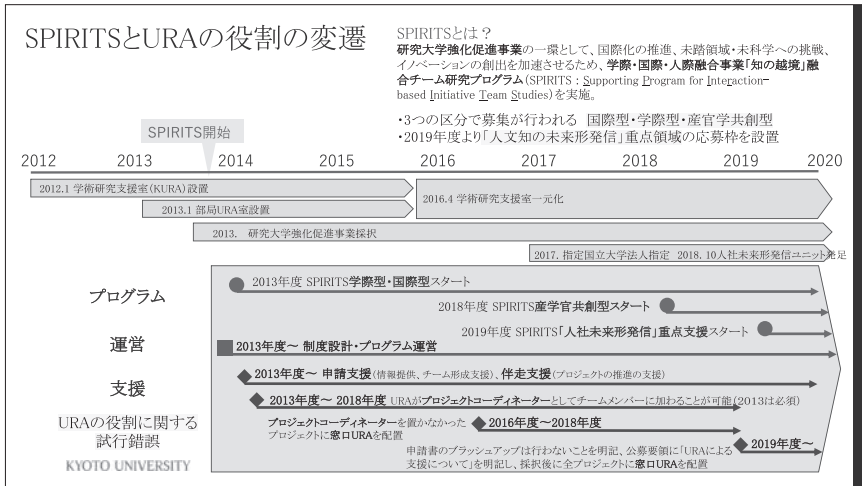 SPIRITSとURAの役割の変遷
SPIRITSとは？
研究大学強化促進事業の一環として、国際化の推進、未踏領域・未科学への挑戦、
イノベーションの創出を加速させるため、学際・国際・人際融合事業「知の越境」融
合チーム研究プログラム(SPIRITS：Supporting Program for Interaction-
based Initiative Team Studies)を実施。
・3つの区分で募集が行われる 国際型・学際型・産官学共創型
・2019年度より「人文知の未来形発信」重点領域の応募枠を設置
SPIRITS開始
2012 2013 2014 2015 2016 2017 2018 2019 2020
2012.1 学術研究支援室(KURA)設置
2016.4 学術研究支援室一元化
2013.1 部局URA室設置
2013. 研究大学強化促進事業採択
2017. 指定国立大学法人指定 2018. 10人社未来形発信ユニット発足
プログラム
2013年度 SPIRITS学際型・国際型スタート
2018年度 SPIRITS産学官共創型スタート
2019年度 SPIRITS「人社未来形発信」重点支援スタート
運営
2013年度～ 制度設計・プログラム運営
支援
2013年度～ 申請支援(情報提供、チーム形成支援)、伴走支援(プロジェクトの推進の支援)
2013年度～2018年度 URAがプロジェクトコーディネーターとしてチームメンバーに加わることが可能(2013は必須)
URAの役割に関する
試行錯誤
プロジェクトコーディネーターを置かなかった
プロジェクトに窓口URAを配置
2016年度～2018年度
2019年度～
申請書のブラッシュアップは行わないことを明記、公募要領に「URAによる
支援について」を明記し、採択後に全プロジェクトに窓口URAを配置
KYOTO UNIVERSITY